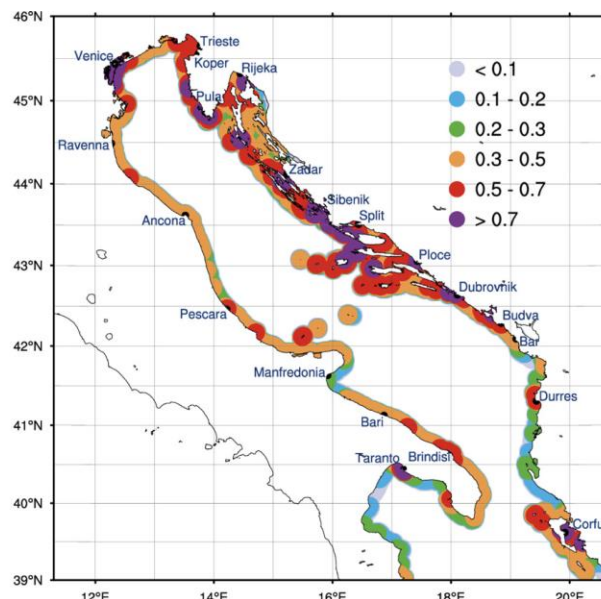 46°N
Trieste
Venice
Koper
Rijeka
< 0.1
45°N
Pula
0.1 - 0.2
Ravenna
0.2 - 0.3
Zadar
0.3 - 0.5
44°N
Sibenik
0.5 - 0.7
Ancona
Split
> 0.7
43°N
Ploce
Dubrovnik
Pescara
Budva
42°N
Bar
Manfredonia
Durres
41°N
Bari
Taranto
Brindisi
40°N
Corfu
39°N
12°E
14°E
16°E
18°E
20°E